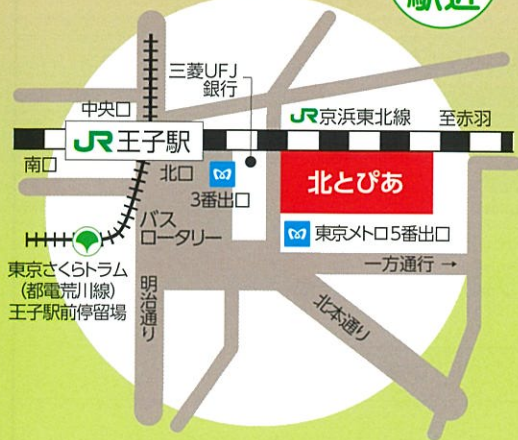 駅近
三菱UFJ
銀行
中央口
JR京浜東北線
至赤羽
JR王子駅
南口
北口
3番出口
北とぴあ
バス
ロータリー
東京メトロ5番出口
一方通行 →
東京さくらトラム
(都電荒川線)
王子駅前停留場
明治通り
北本通り